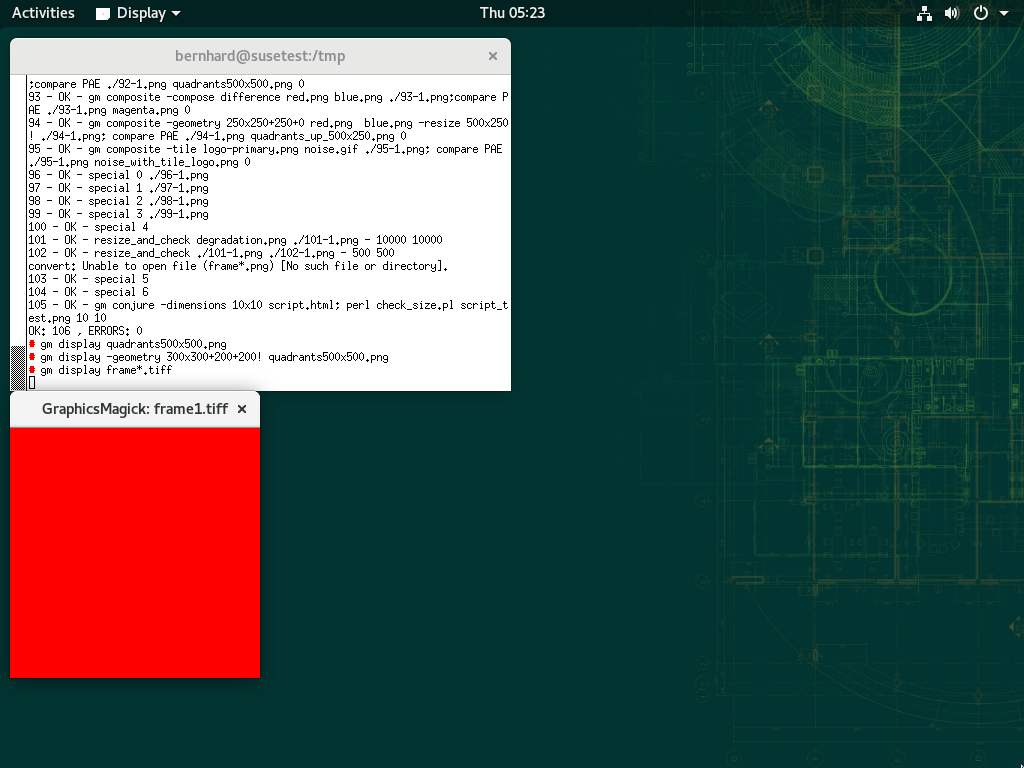 Activities Display Thu 05:23
bernhard@susetest:/tmp
;compare PAE ./92-1.png quadrants500x500.png 0
93 - OK - gm composite -compose difference red.png blue.png ./93-1.png;compare P
AE ./93-1.png magenta.png 0
94 - OK - gm composite -geometry 250x250+250+0 red.png  blue.png -resize 500x250
! ./94-1.png; compare PAE ./94-1.png quadrants_up_500x250.png 0
95 - OK - gm composite -tile logo-primary.png noise.gif ./95-1.png; compare PAE
./95-1.png noise_with_tile_logo.png 0
96 - OK - special 0 ./96-1.png
97 - OK - special 1 ./97-1.png
98 - OK - special 2 ./98-1.png
99 - OK - special 3 ./99-1.png
100 - OK - special 4
101 - OK - resize_and_check degradation.png ./101-1.png - 10000 10000
102 - OK - resize_and_check ./101-1.png ./102-1.png - 500 500
convert: Unable to open file (frame*.png) [No such file or directory].
103 - OK - special 5
104 - OK - special 6
105 - OK - gm conjure -dimensions 10x10 script.html; perl check_size.pl script_t
est.png 10 10
OK: 106 , ERRORS: 0
gm display quadrants500x500.png
gm display -geometry 300x300+200+200! quadrants500x500.png
gm display frame*.tiff
GraphicsMagick: frame1.tiff